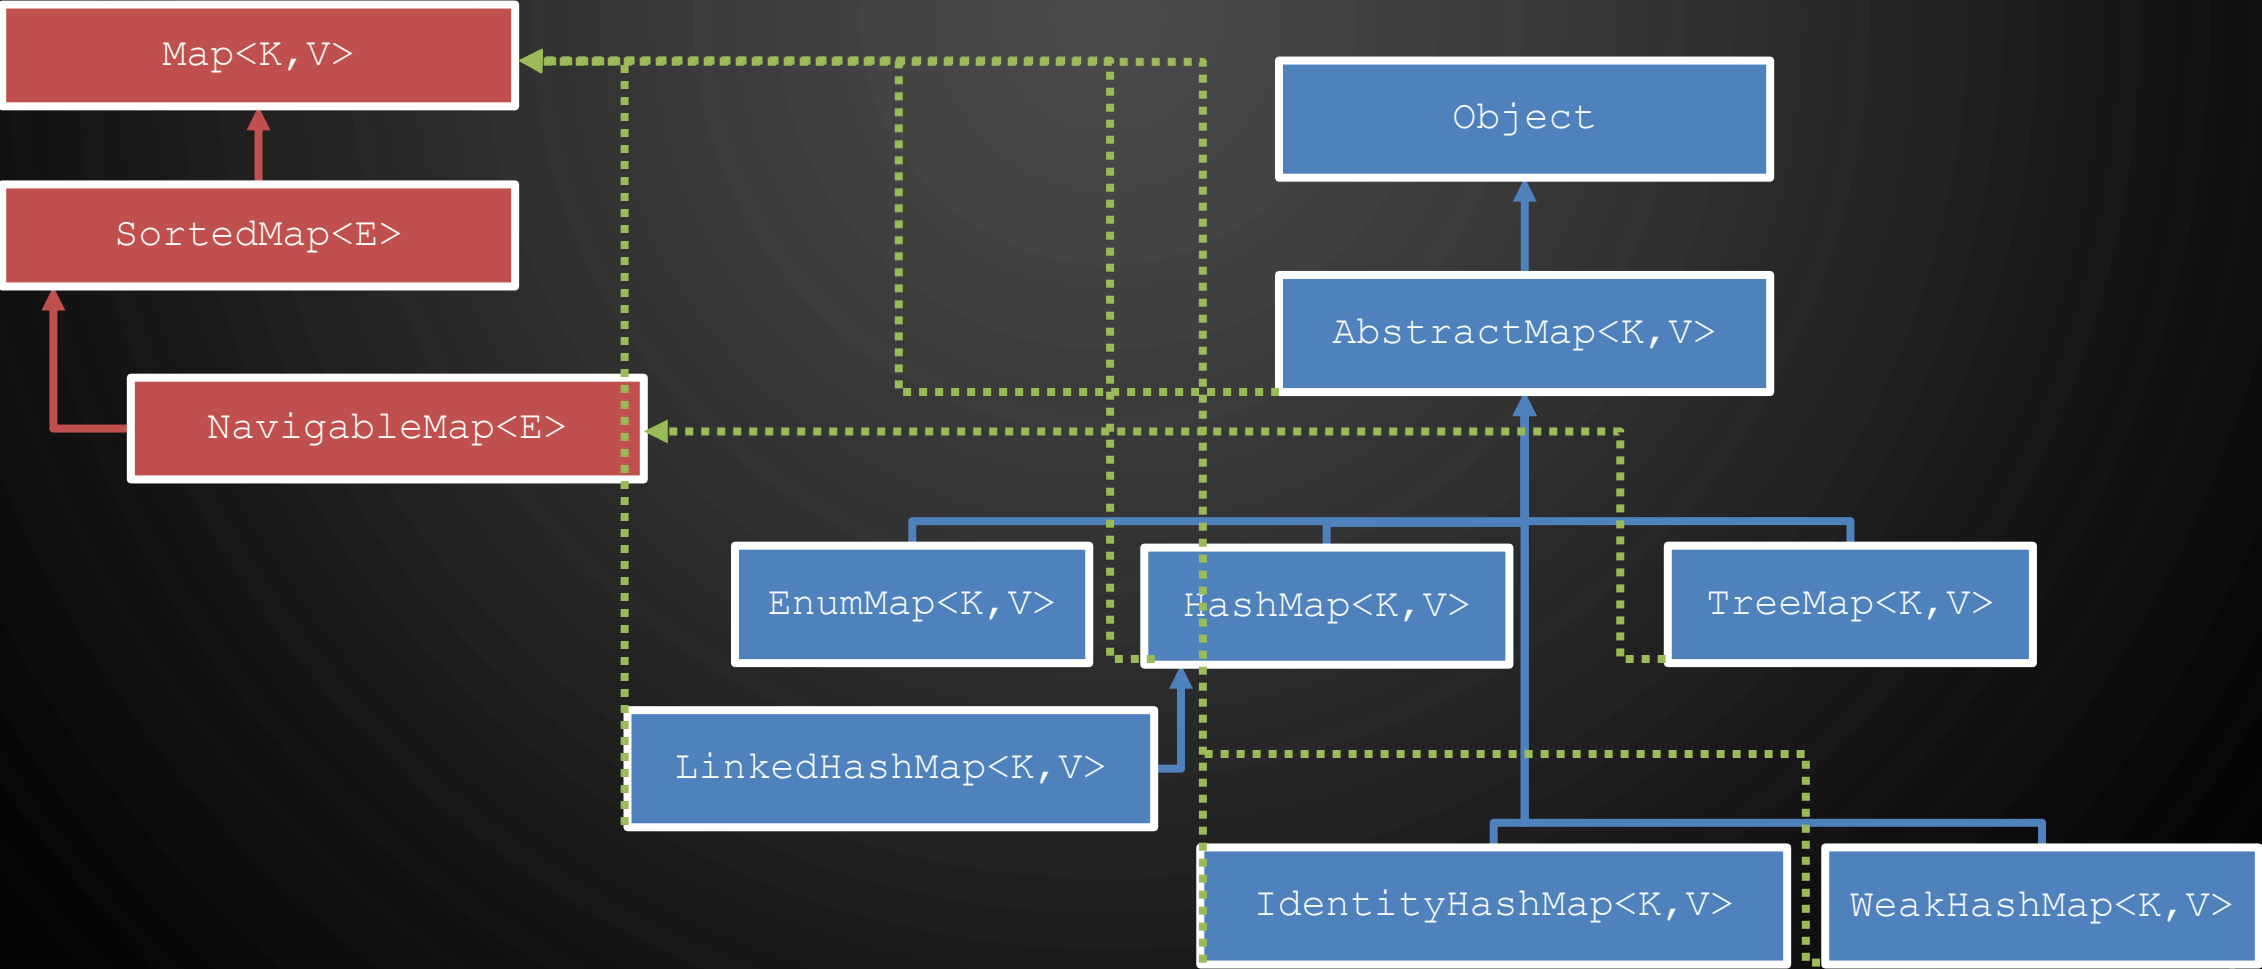 Map<K,V>
Object
SortedMap<E>
AbstractMap<K,V>
NavigableMap<E>
EnumMap<K,V>
HashMap<K,V>
TreeMap<K,V>
LinkedHashMap<K,V>
IdentityHashMap<K,V>
WeakHashMap<K,V>